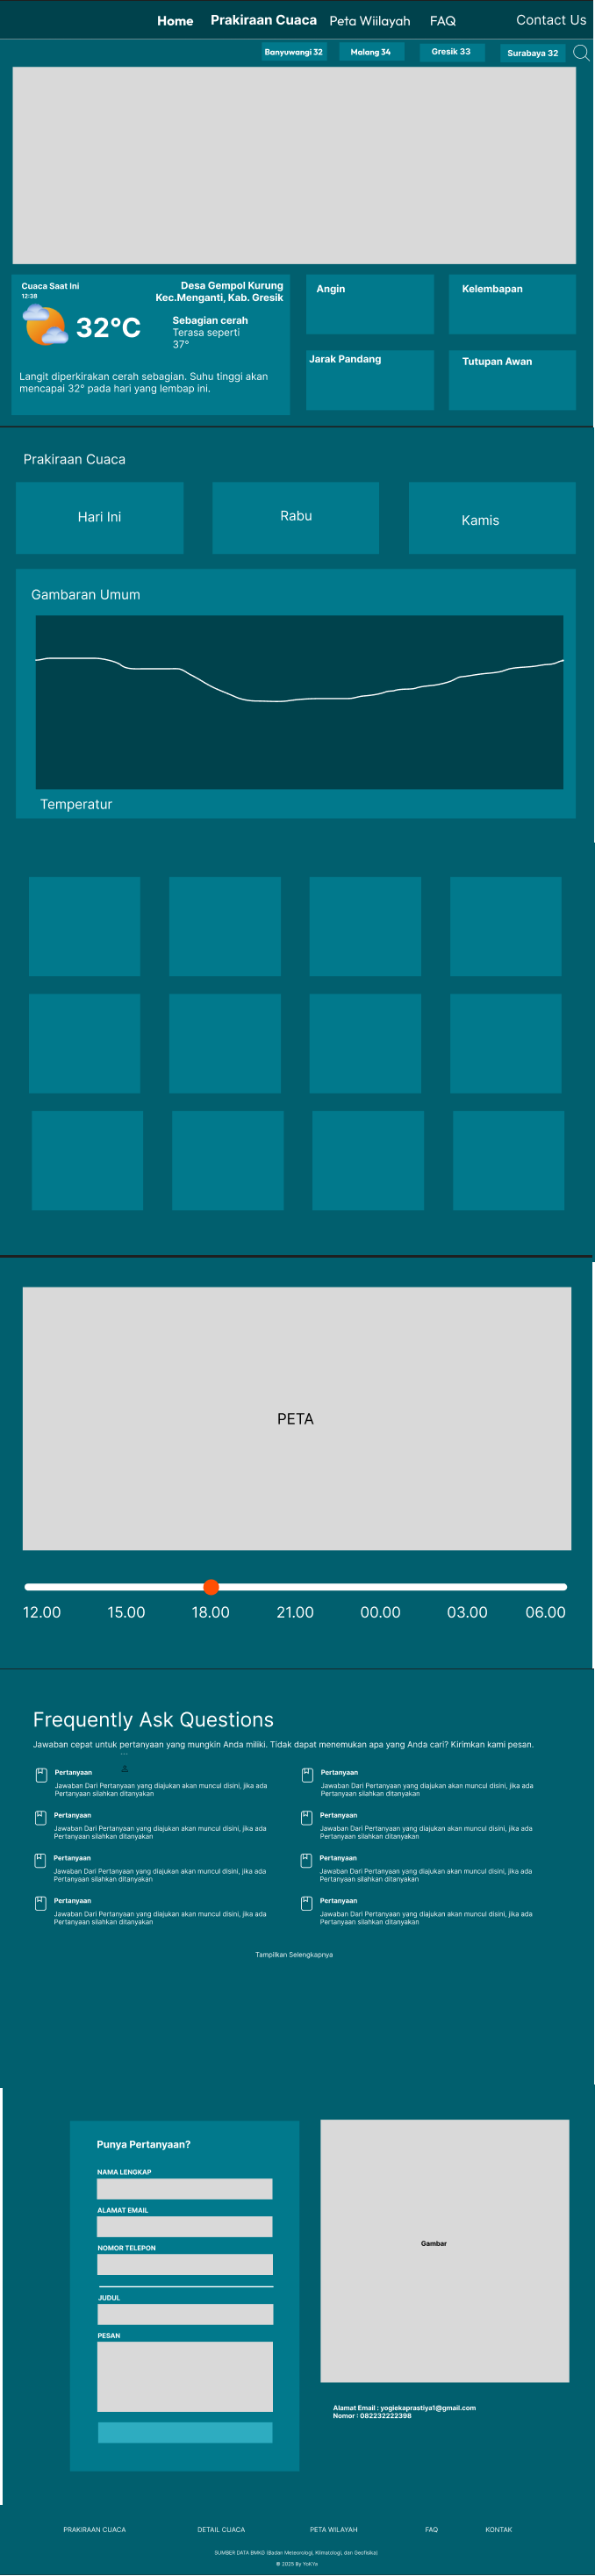 Home Prakiraan Cuaca Peta Wiilayah FAQ Contact Us
Banyuwangi 32 Malang 34 Gresik 33 Surabaya 32
Cuaca Saat Ini
12:38
Desa Gempol Kurung
Kec.Menganti, Kab. Gresik
32°C
Sebagian cerah
Terasa seperti
37°
Langit diperkirakan cerah sebagian. Suhu tinggi akan
mencapai 32° pada hari yang lembap ini.
Angin
Kelembapan
Jarak Pandang
Tutupan Awan
Prakiraan Cuaca
Hari Ini
Rabu
Kamis
Gambaran Umum
Temperatur
PETA
12.00 15.00 18.00 21.00 00.00 03.00 06.00
Frequently Ask Questions
Jawaban cepat untuk pertanyaan yang mungkin Anda miliki. Tidak dapat menemukan apa yang Anda cari? Kirimkan kami pesan.
Pertanyaan
Jawaban Dari Pertanyaan yang diajukan akan muncul disini, jika ada
Pertanyaan silahkan ditanyakan
Pertanyaan
Jawaban Dari Pertanyaan yang diajukan akan muncul disini, jika ada
Pertanyaan silahkan ditanyakan
Pertanyaan
Jawaban Dari Pertanyaan yang diajukan akan muncul disini, jika ada
Pertanyaan silahkan ditanyakan
Pertanyaan
Jawaban Dari Pertanyaan yang diajukan akan muncul disini, jika ada
Pertanyaan silahkan ditanyakan
Pertanyaan
Jawaban Dari Pertanyaan yang diajukan akan muncul disini, jika ada
Pertanyaan silahkan ditanyakan
Pertanyaan
Jawaban Dari Pertanyaan yang diajukan akan muncul disini, jika ada
Pertanyaan silahkan ditanyakan
Pertanyaan
Jawaban Dari Pertanyaan yang diajukan akan muncul disini, jika ada
Pertanyaan silahkan ditanyakan
Pertanyaan
Jawaban Dari Pertanyaan yang diajukan akan muncul disini, jika ada
Pertanyaan silahkan ditanyakan
Tampilkan Selengkapnya
Punya Pertanyaan?
NAMA LENGKAP
ALAMAT EMAIL
NOMOR TELEPON
JUDUL
PESAN
Gambar
Alamat Email : yogiekaprastiya1@gmail.com
Nomor : 082232222398
PRAKIRAAN CUACA DETAIL CUACA PETA WILAYAH FAQ KONTAK
SUMBER DATA BMKG (Badan Meteorologi, Klimatologi, dan Geofisika)
© 2025 By YoKYa